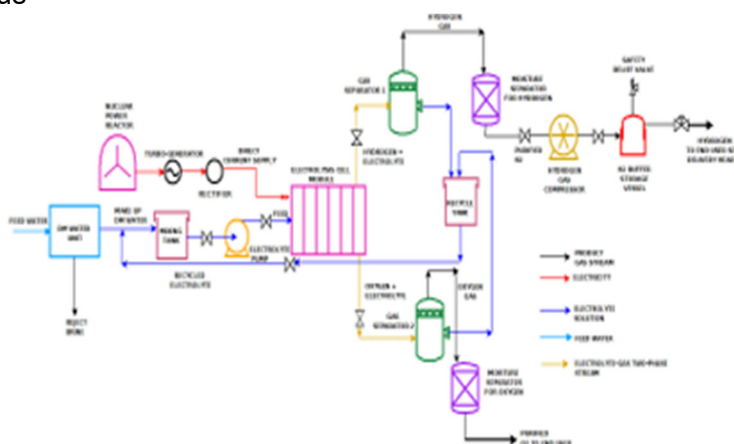 HYDROGEN
GAS
GAS
SEPARATOR 1
MOISTURE
SEPARATOR
FOR HYDROGEN
SAFETY
RELIEF VALVE
NUCLEAR
POWER
REACTOR
TURBO-GENERATOR
DIRECT
CURRENT SUPPLY
RECTIFIER
HYDROGEN +
ELECTROLYTE
ELECTROLYSIS CELL
MODULE
PURIFIED
H2
HYDROGEN
GAS
COMPRESSOR
H2 BUFFER
STORAGE
VESSEL
HYDROGEN
FEED WATER
DM WATER
UNIT
MAKE UP
DM WATER
MIXING
TANK
FEED
ELECTROLYTE
PUMP
RECYCLE
TANK
RECYCLED
ELECTROLYTE
REJECT
BRINE
OXYGEN +
ELECTROLYTE
OXYGEN
GAS
GAS
SEPARATOR 2
MOISTURE
SEPARATOR
FOR OXYGEN
PURIFIED
PRODUCT
GAS STREAM
ELECTRICITY
ELECTROLYTE
SOLUTION
FEED WATER
ELECTROLYTE-GAS TWO-PHASE
STREAM